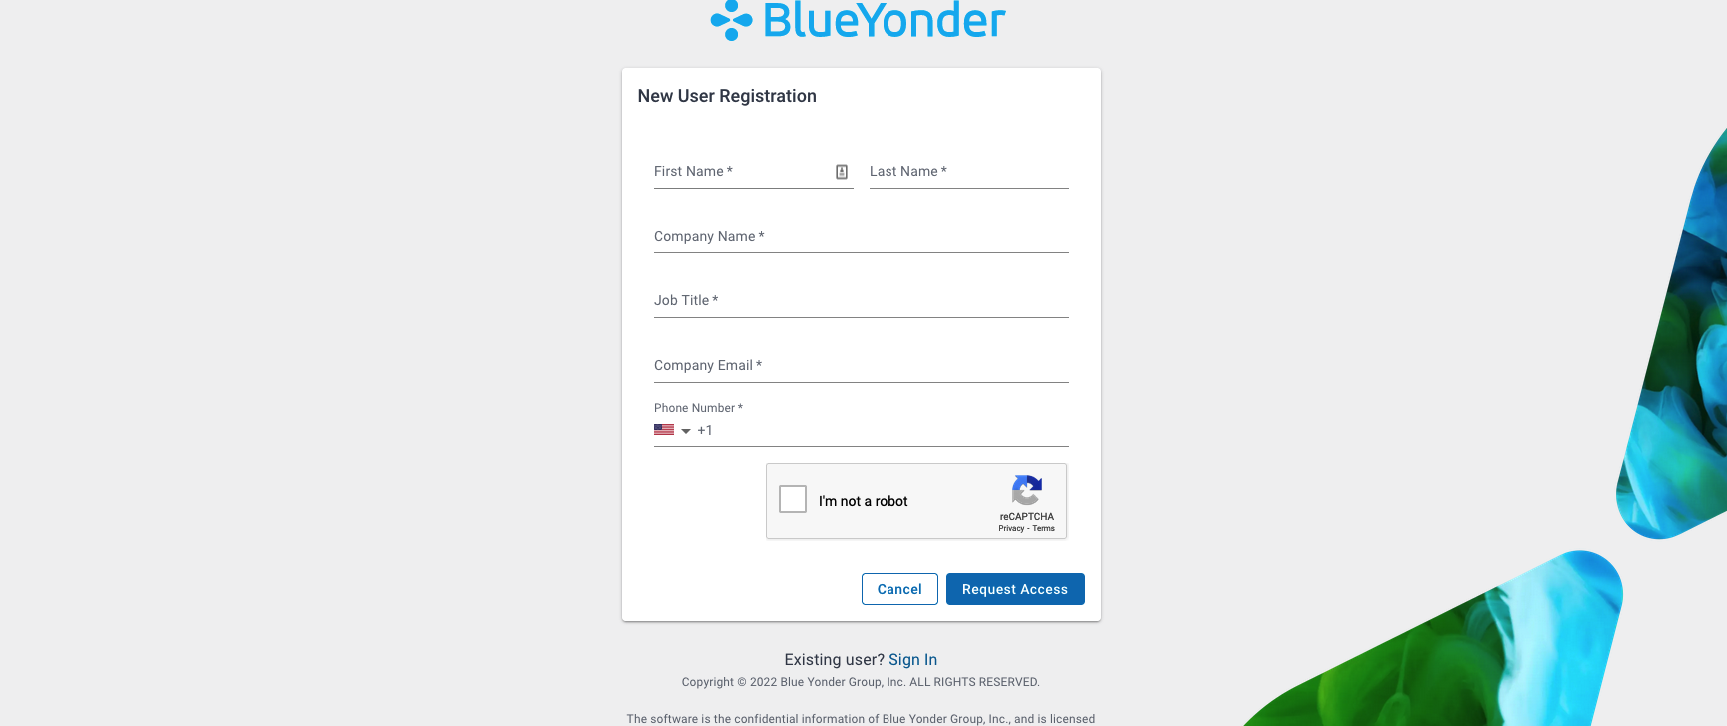 BlueYonder
New User Registration
First Name *
Last Name *
Company Name *
Job Title *
Company Email *
Phone Number *
+1
I'm not a robot
reCAPTCHA
Privacy - Terms
Cancel
Request Access
Existing user? Sign In
Copyright © 2022 Blue Yonder Group, Inc. ALL RIGHTS RESERVED.
The software is the confidential information of Blue Yonder Group, Inc., and is licensed